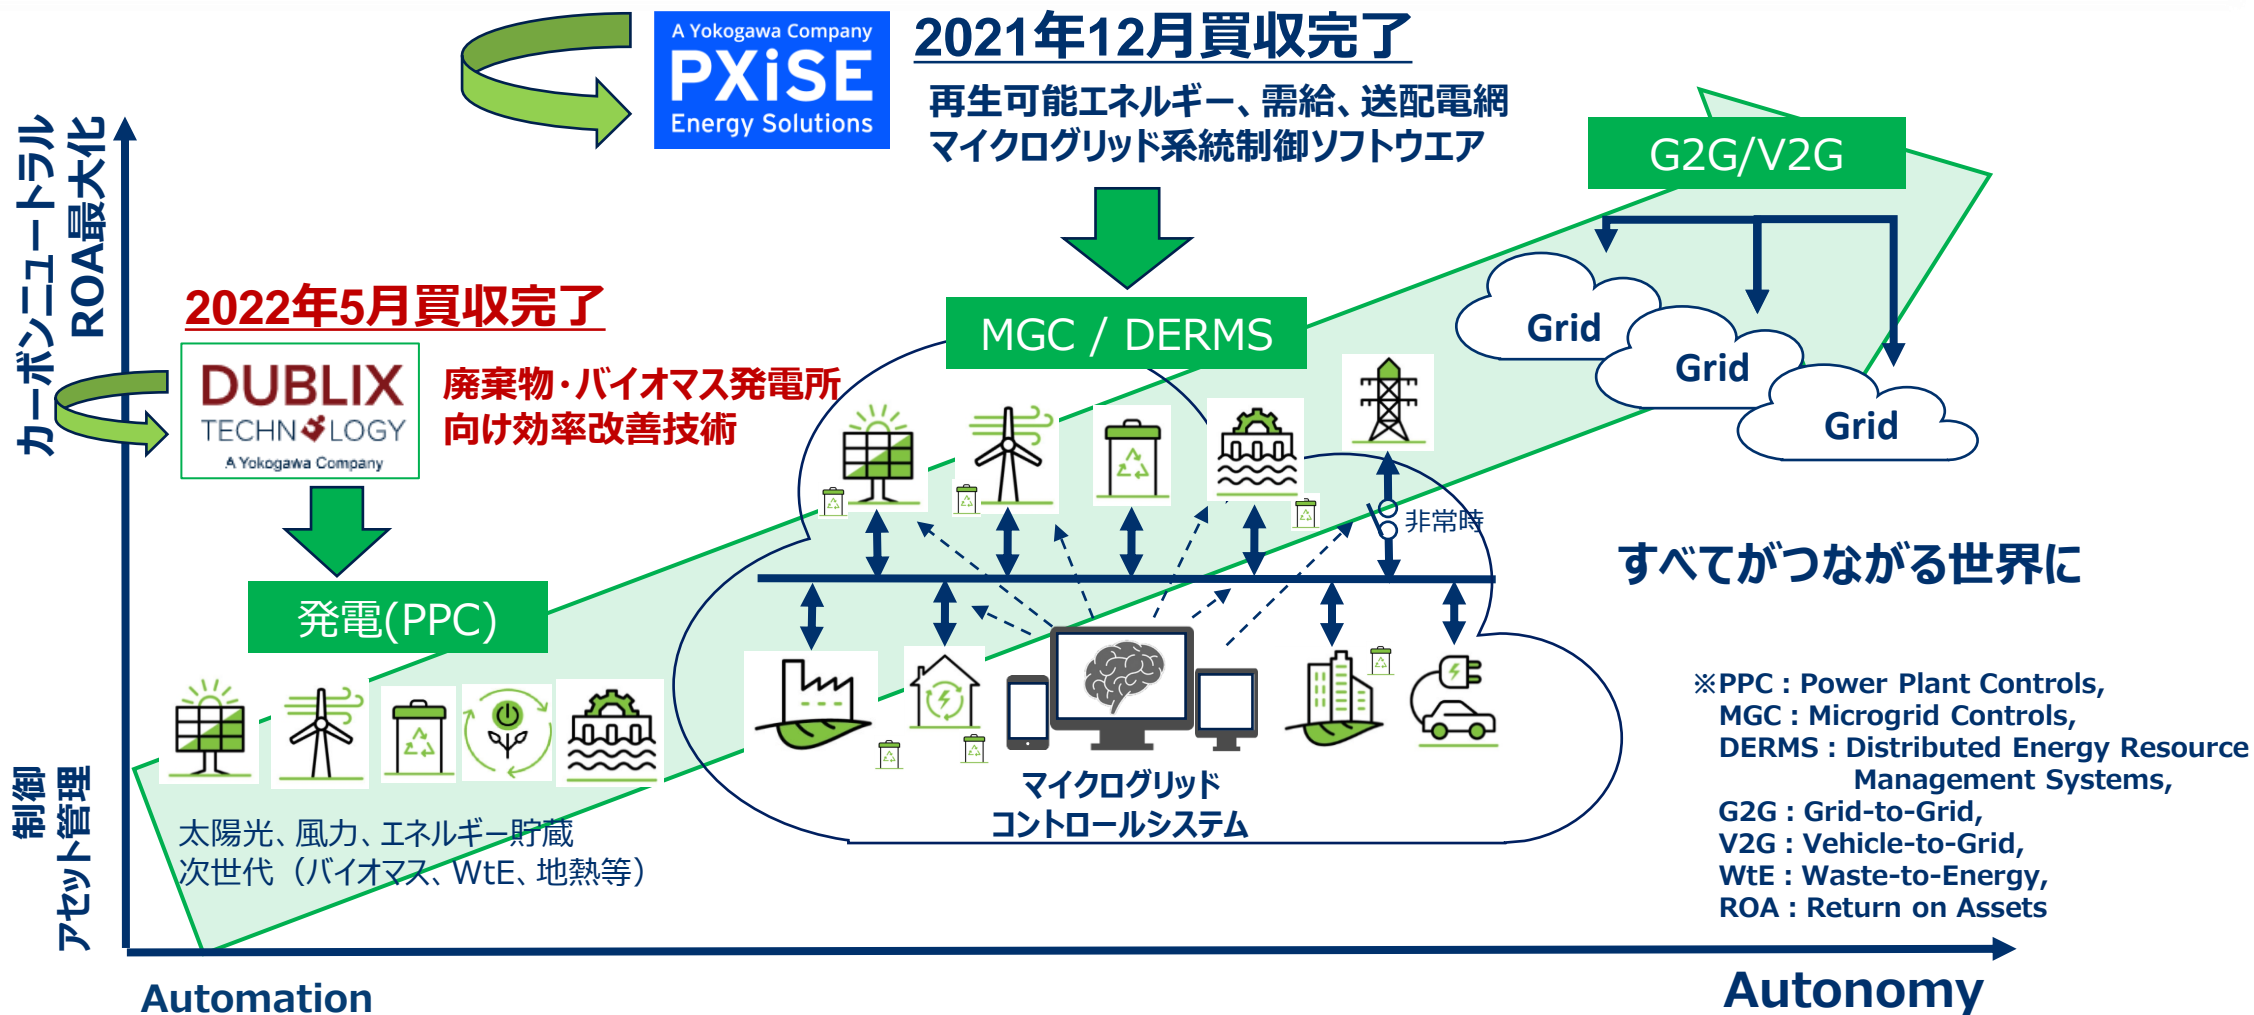 A Yokogawa Company
PXiSE
Energy Solutions
2021年12月買収完了
再生可能エネルギー、需給、送配電網
マイクログリッド系統制御ソフトウエア
G2G/V2G
カーボンニュートラル
ROA最大化
2022年5月買収完了
DUBLIX
TECHNOLOGY
A Yokogawa Company
廃棄物・バイオマス発電所
向け効率改善技術
MGC / DERMS
Grid
Grid
Grid
非常時
すべてがつながる世界に
発電(PPC)
マイクログリッド
コントロールシステム
制御
アセット管理
太陽光、風力、エネルギー貯蔵
次世代（バイオマス、WtE、地熱等）
※PPC : Power Plant Controls,
MGC : Microgrid Controls,
DERMS : Distributed Energy Resource
Management Systems,
G2G : Grid-to-Grid,
V2G : Vehicle-to-Grid,
WtE : Waste-to-Energy,
ROA : Return on Assets
Automation
Autonomy